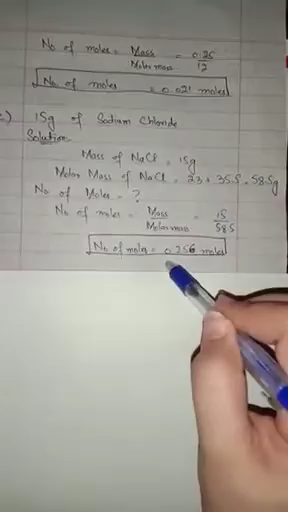 No of moles = Mass / Molar mass = 0.25 / 12
No of moles = 0.021 moles
c) 15g of Sodium Chloride
Solution
Mass of NaCl = 15g
Molar Mass of NaCl = 23 + 35.5 = 58.5g
No of Moles = ?
No of moles = Mass / Molar mass = 15 / 58.5
No of moles = 0.256 moles